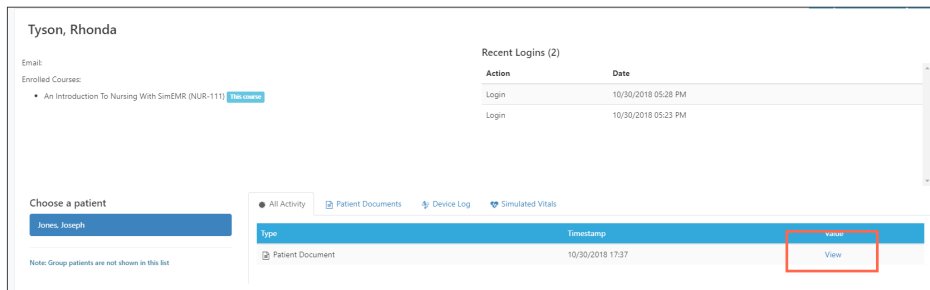 Tyson, Rhonda
Email:
Enrolled Courses:
• An Introduction To Nursing With SimEMR (NUR-111) This course
Recent Logins (2)
Action Date
Login 10/30/2018 05:28 PM
Login 10/30/2018 05:23 PM
Choose a patient
Jones, Joseph
Note: Group patients are not shown in this list
All Activity Patient Documents Device Log Simulated Vitals
Type Timestamp Value
Patient Document 10/30/2018 17:37 View